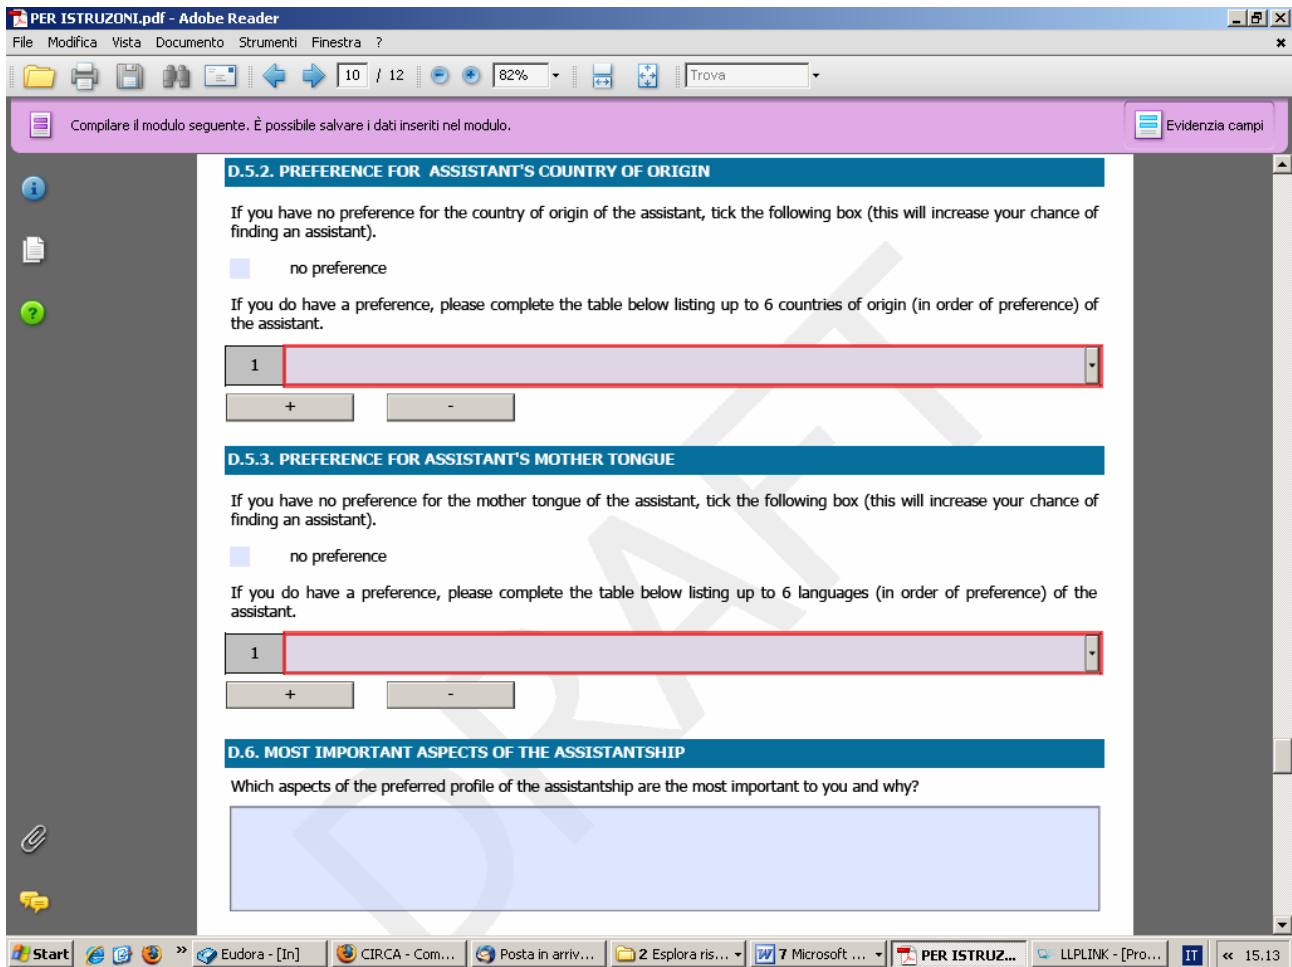 PER ISTRUZONI.pdf - Adobe Reader
File Modifica Vista Documento Strumenti Finestra ?
10 / 12 82% Trova
Compilare il modulo seguente. È possibile salvare i dati inseriti nel modulo. Evidenzia campi
D.5.2. PREFERENCE FOR ASSISTANT'S COUNTRY OF ORIGIN
If you have no preference for the country of origin of the assistant, tick the following box (this will increase your chance of
finding an assistant).
no preference
If you do have a preference, please complete the table below listing up to 6 countries of origin (in order of preference) of
the assistant.
1
+ -
D.5.3. PREFERENCE FOR ASSISTANT'S MOTHER TONGUE
If you have no preference for the mother tongue of the assistant, tick the following box (this will increase your chance of
finding an assistant).
no preference
If you do have a preference, please complete the table below listing up to 6 languages (in order of preference) of the
assistant.
1
+ -
D.6. MOST IMPORTANT ASPECTS OF THE ASSISTANTSHIP
Which aspects of the preferred profile of the assistantship are the most important to you and why?
DRAFT
Start » Eudora - [In] CIRCA - Com... Posta in arriv... 2 Esplora ris... 7 Microsoft ... PER ISTRUZ... LLPLINK - [Pro... IT « 15.13